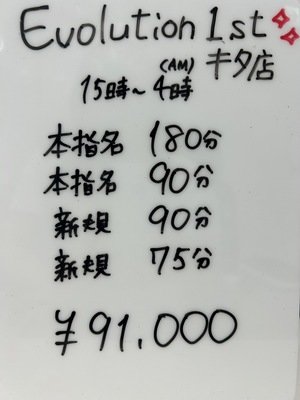 Evolution 1st
キタ店
(AM)
15時~4時
本指名 180分
本指名 90分
新規 90分
新規 75分
¥91.000